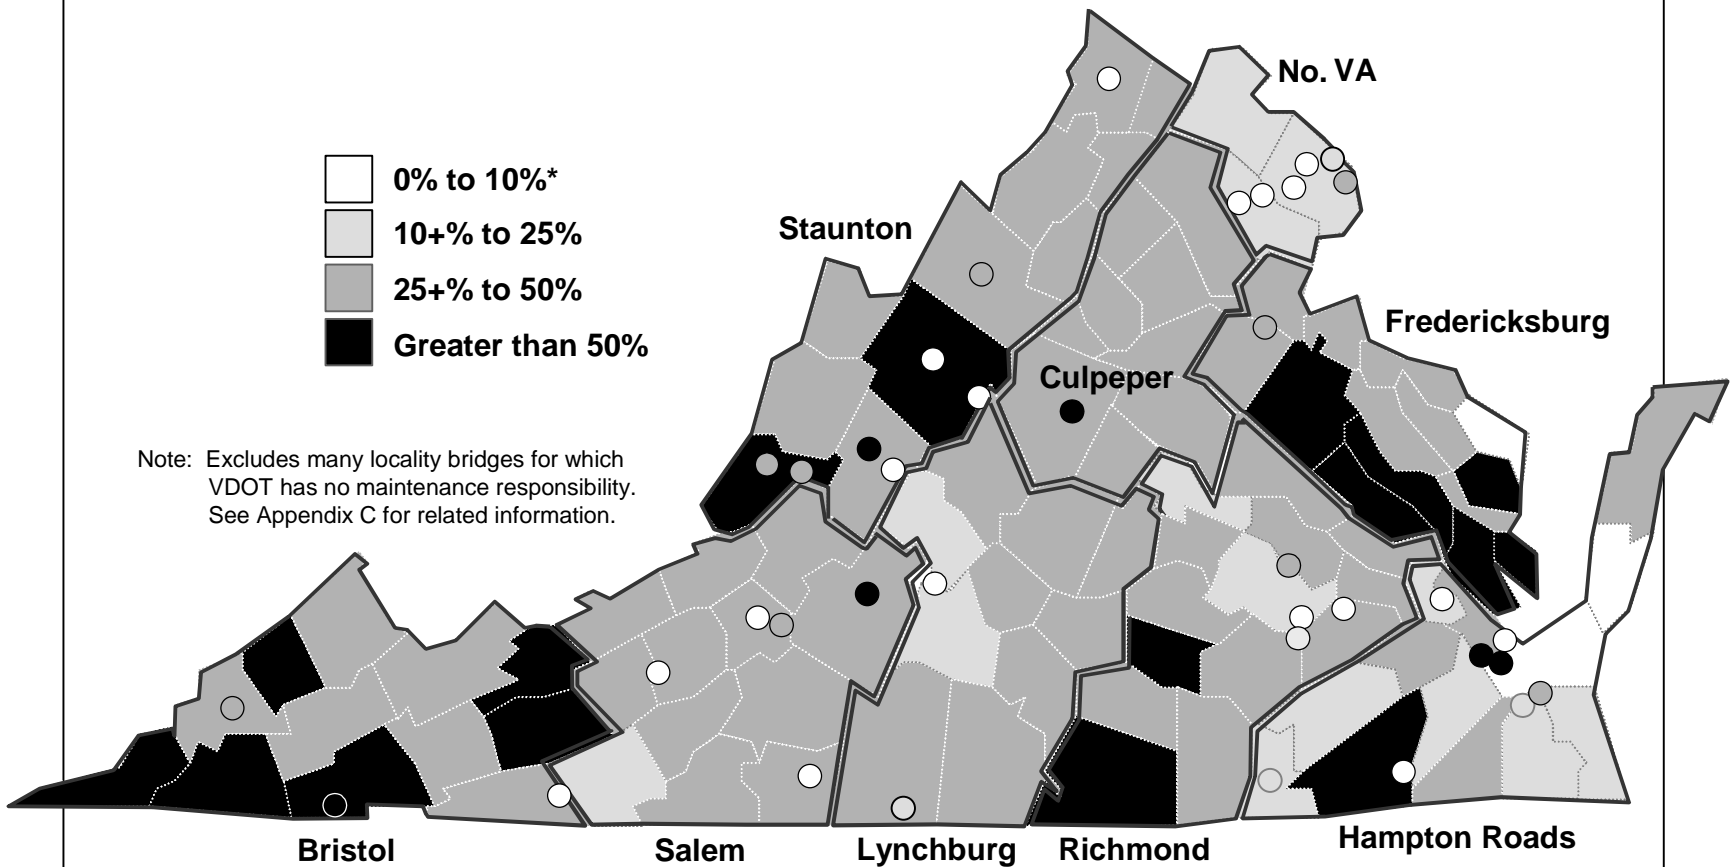 No. VA
0% to 10%*
10+% to 25%
Staunton
25+% to 50%
Greater than 50%
Fredericksburg
Culpeper
Note: Excludes many locality bridges for which
VDOT has no maintenance responsibility.
See Appendix C for related information.
Bristol
Salem
Lynchburg
Richmond
Hampton Roads